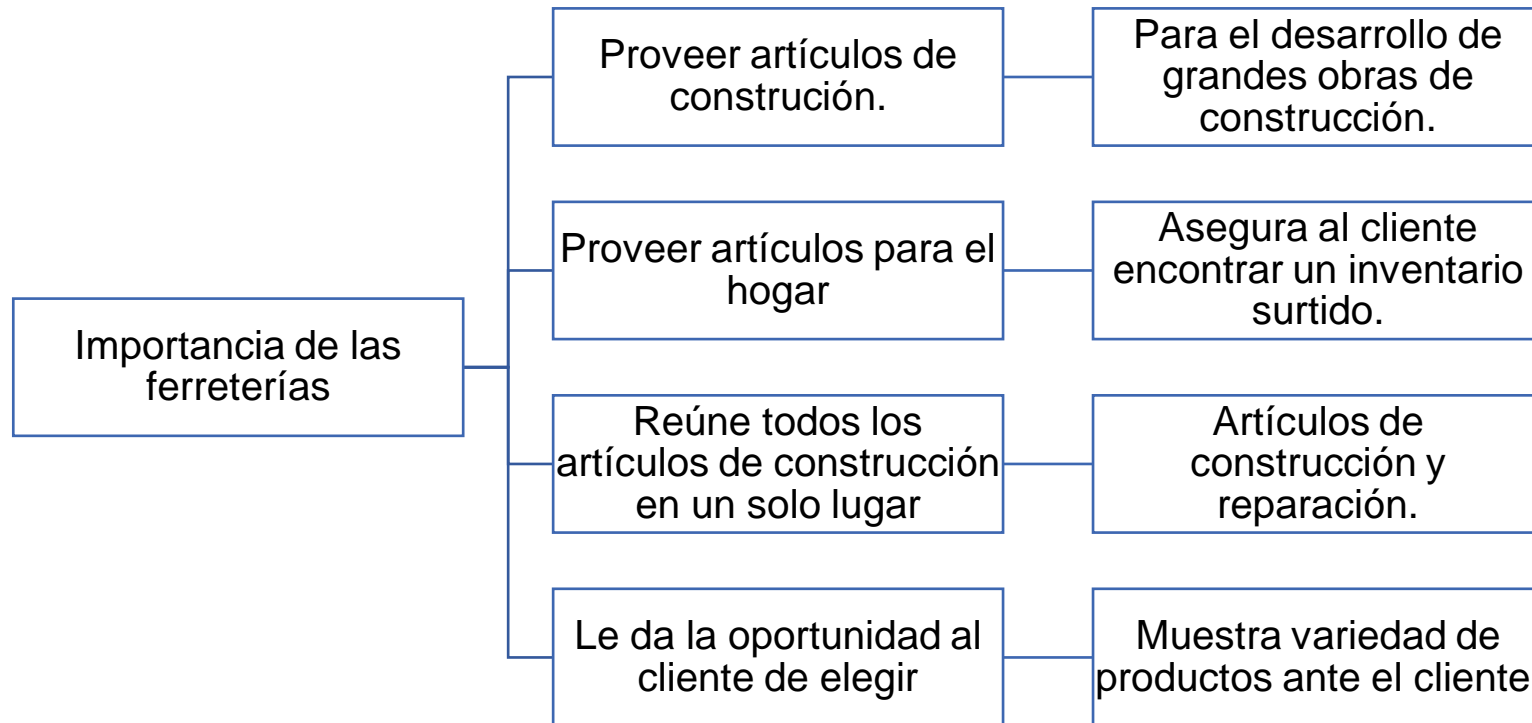 Proveer artículos de
construción.
Para el desarrollo de
grandes obras de
construcción.
Proveer artículos para el
hogar
Asegura al cliente
encontrar un inventario
surtido.
Importancia de las
ferreterías
Reúne todos los
artículos de construcción
en un solo lugar
Artículos de
construcción y
reparación.
Le da la oportunidad al
cliente de elegir
Muestra variedad de
productos ante el cliente